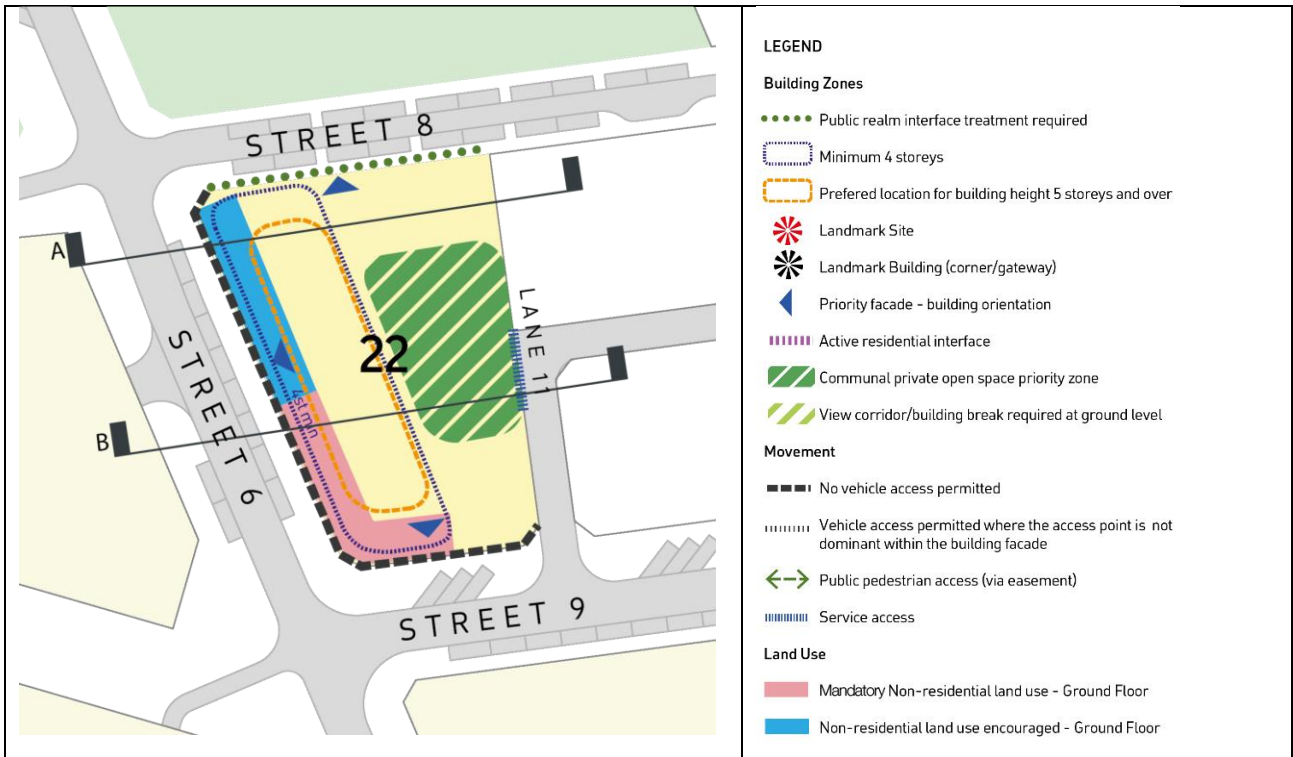 STREET 8
A
22
LANE 11
4st min
B
STREET 6
STREET 9
LEGEND
Building Zones
Public realm interface treatment required
Minimum 4 storeys
Prefered location for building height 5 storeys and over
Landmark Site
Landmark Building (corner/gateway)
Priority facade - building orientation
Active residential interface
Communal private open space priority zone
View corridor/building break required at ground level
Movement
No vehicle access permitted
Vehicle access permitted where the access point is not
dominant within the building facade
Public pedestrian access (via easement)
Service access
Land Use
Mandatory Non-residential land use - Ground Floor
Non-residential land use encouraged - Ground Floor